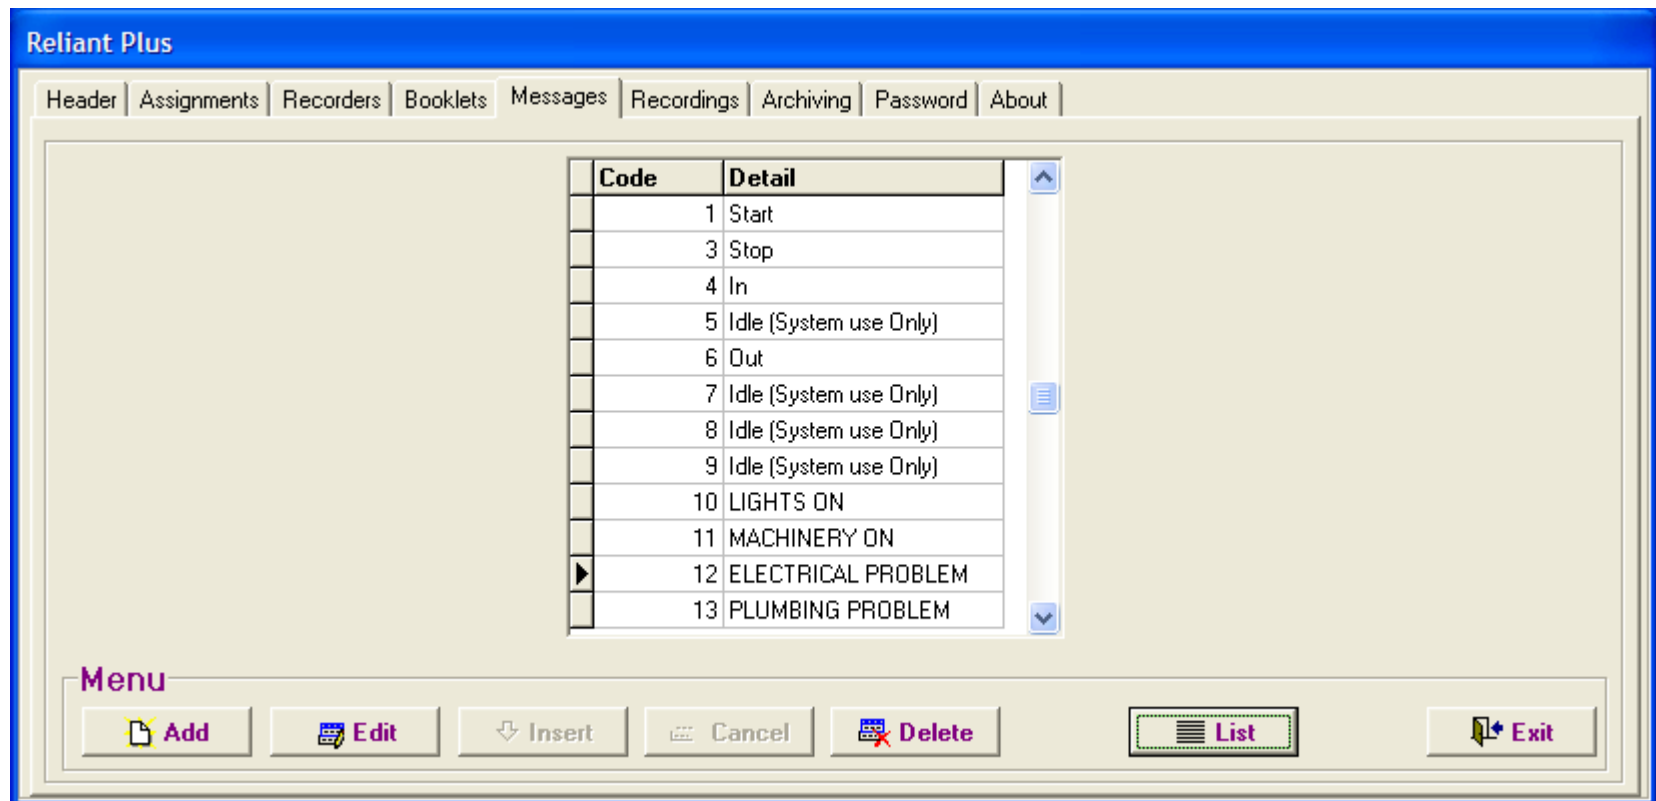 Reliant Plus
Header Assignments Recorders Booklets Messages Recordings Archiving Password About
Code Detail
1 Start
3 Stop
4 In
5 Idle (System use Only)
6 Out
7 Idle (System use Only)
8 Idle (System use Only)
9 Idle (System use Only)
10 LIGHTS ON
11 MACHINERY ON
12 ELECTRICAL PROBLEM
13 PLUMBING PROBLEM
Menu
Add Edit Insert Cancel Delete List Exit